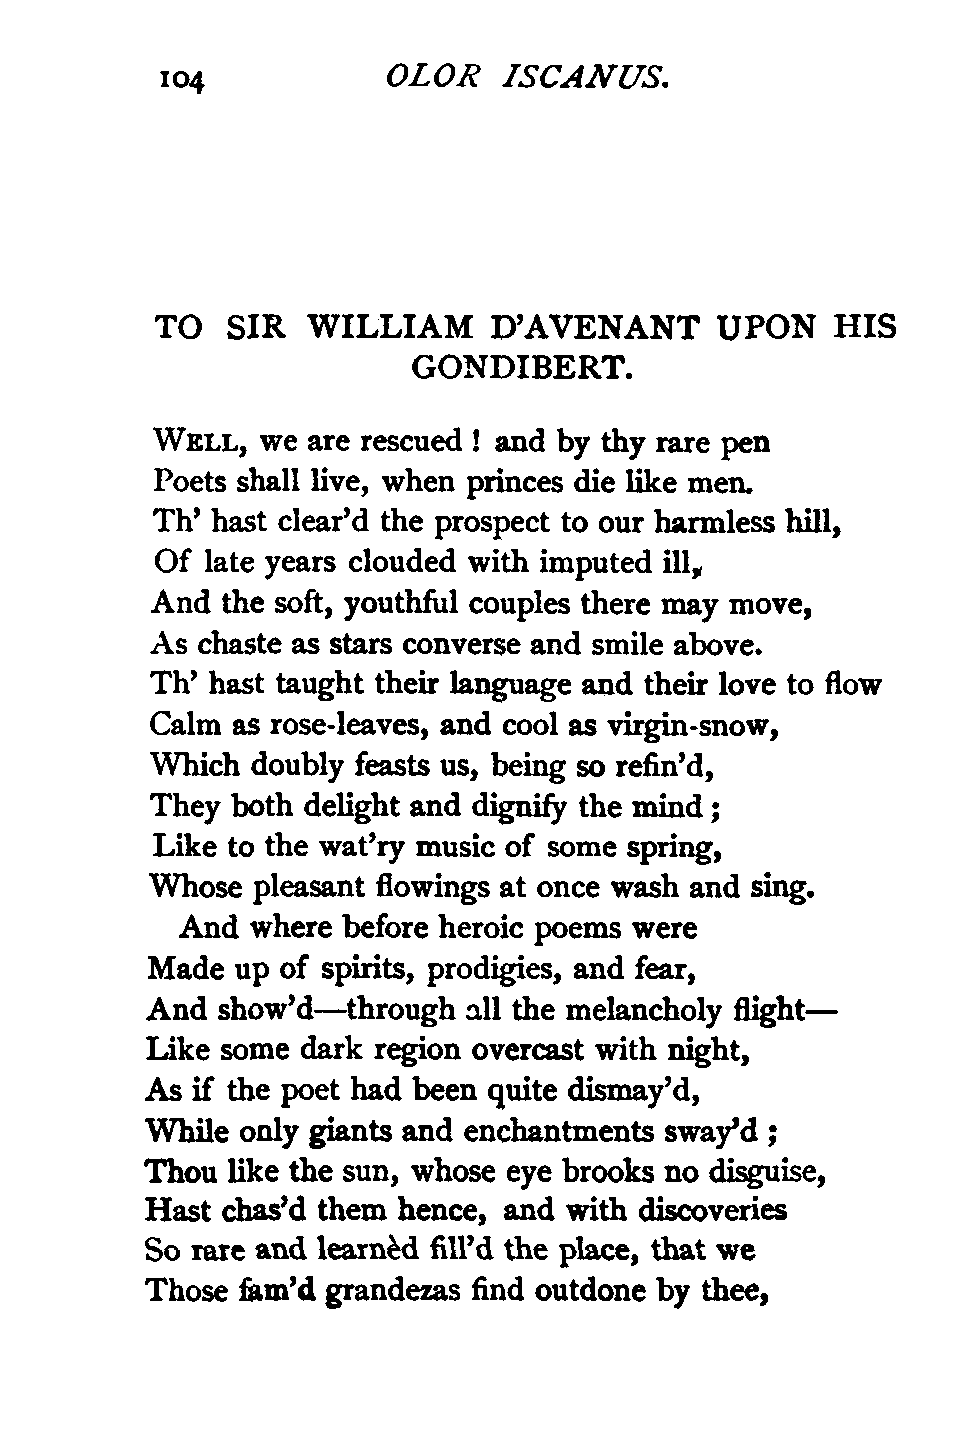 104 OLOR ISCANUS.
TO SIR WILLIAM D'AVENANT UPON HIS
GONDIBERT.
WELL, we are rescued ! and by thy rare pen
Poets shall live, when princes die like men.
Th' hast clear'd the prospect to our harmless hill,
Of late years clouded with imputed ill,
And the soft, youthful couples there may move,
As chaste as stars converse and smile above.
Th' hast taught their language and their love to flow
Calm as rose-leaves, and cool as virgin-snow,
Which doubly feasts us, being so refin'd,
They both delight and dignify the mind ;
Like to the wat'ry music of some spring,
Whose pleasant flowings at once wash and sing.
And where before heroic poems were
Made up of spirits, prodigies, and fear,
And show'd—through all the melancholy flight—
Like some dark region overcast with night,
As if the poet had been quite dismay'd,
While only giants and enchantments sway'd ;
Thou like the sun, whose eye brooks no disguise,
Hast chas'd them hence, and with discoveries
So rare and learnèd fill'd the place, that we
Those fam'd grandezas find outdone by thee,